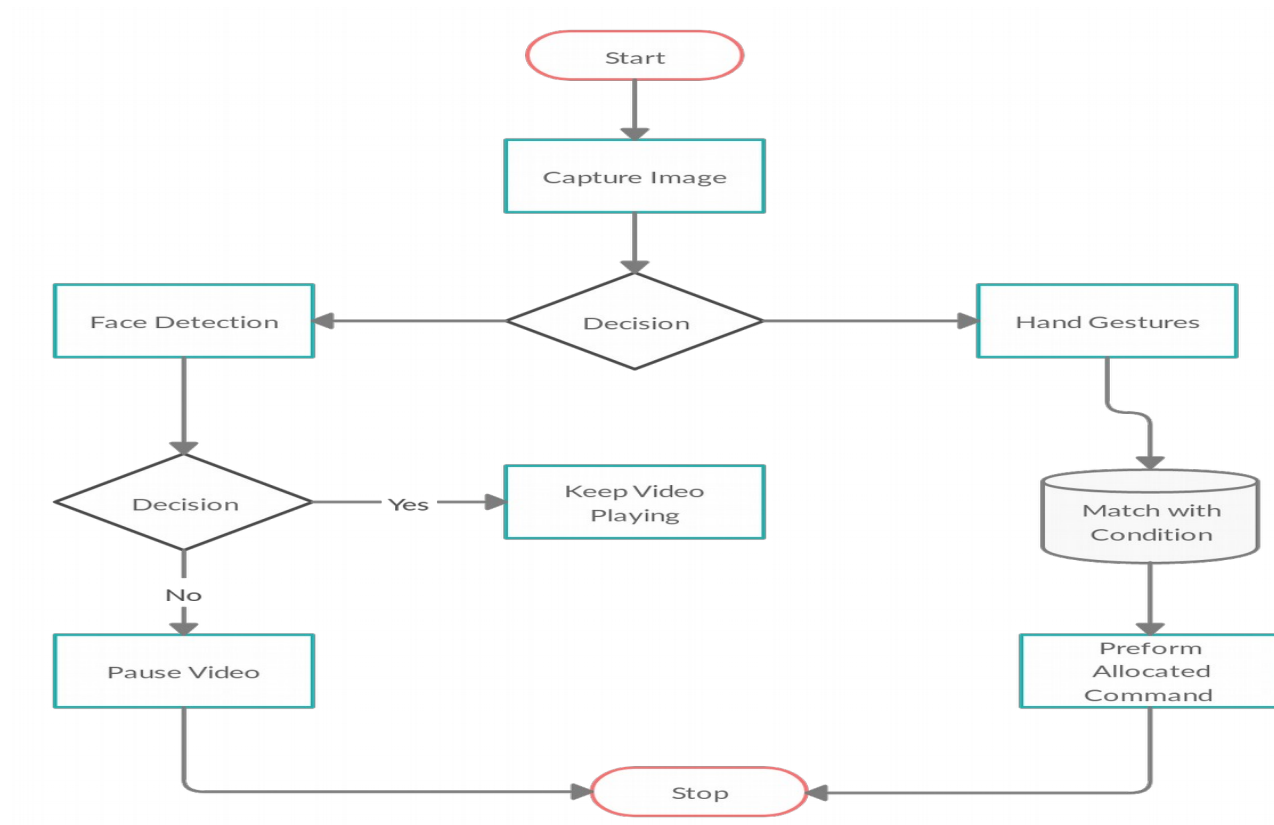 Start
Capture Image
Face Detection
Decision
Hand Gestures
Decision
Yes
Keep Video
Playing
Match with
Condition
No
Pause Video
Preform
Allocated
Command
Stop